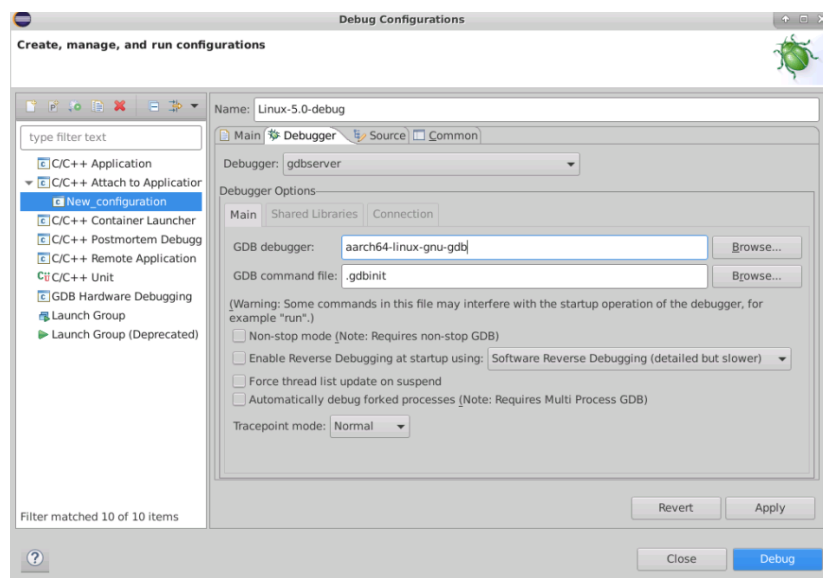 Debug Configurations
Create, manage, and run configurations
Name: Linux-5.0-debug
type filter text
Main Debugger Source Common
C/C++ Application
C/C++ Attach to Application
New_configuration
C/C++ Container Launcher
C/C++ Postmortem Debugg
C/C++ Remote Application
C/C++ Unit
GDB Hardware Debugging
Launch Group
Launch Group (Deprecated)
Filter matched 10 of 10 items
Debugger: gdbserver
Debugger Options
Main Shared Libraries Connection
GDB debugger: aarch64-linux-gnu-gdb Browse...
GDB command file: .gdbinit Browse...
(Warning: Some commands in this file may interfere with the startup operation of the debugger, for
example "run".)
Non-stop mode (Note: Requires non-stop GDB)
Enable Reverse Debugging at startup using: Software Reverse Debugging (detailed but slower)
Force thread list update on suspend
Automatically debug forked processes (Note: Requires Multi Process GDB)
Tracepoint mode: Normal
Revert Apply
? Close Debug